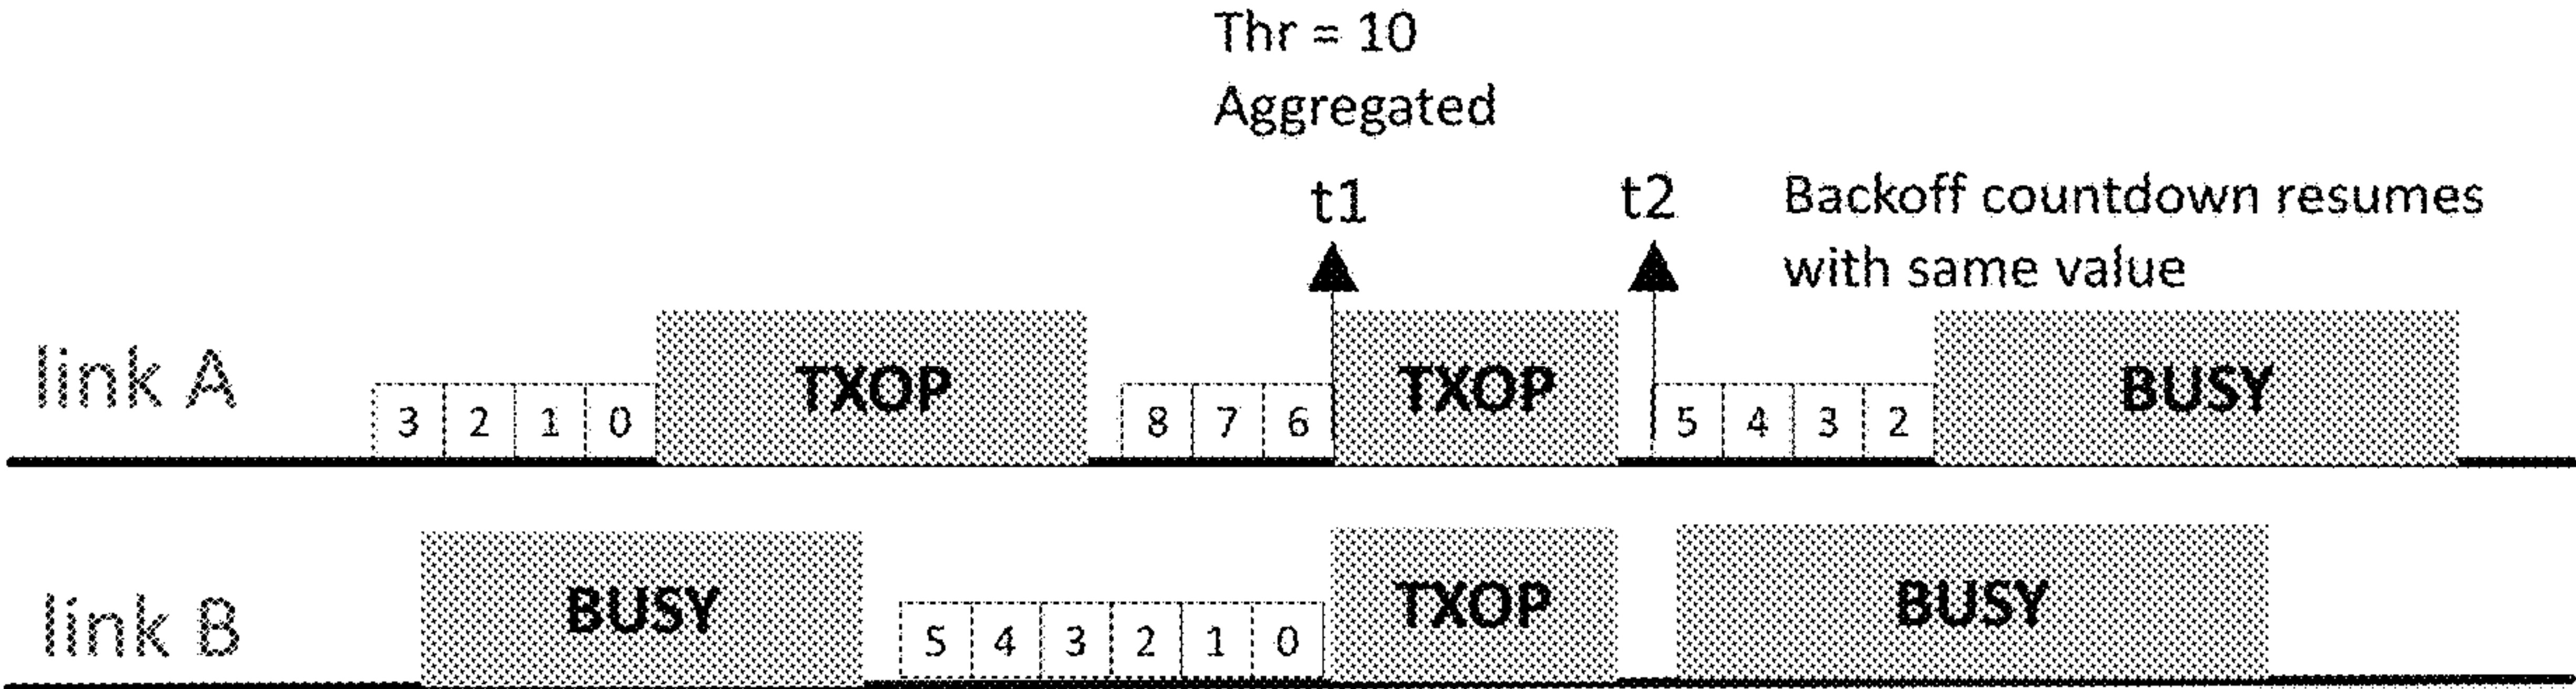 Thr = 10
Aggregated
t1
t2
Backoff countdown resumes
with same value
link A
3 2 1 0
TXOP
8 7 6
TXOP
5 4 3 2
BUSY
link B
BUSY
5 4 3 2 1 0
TXOP
BUSY